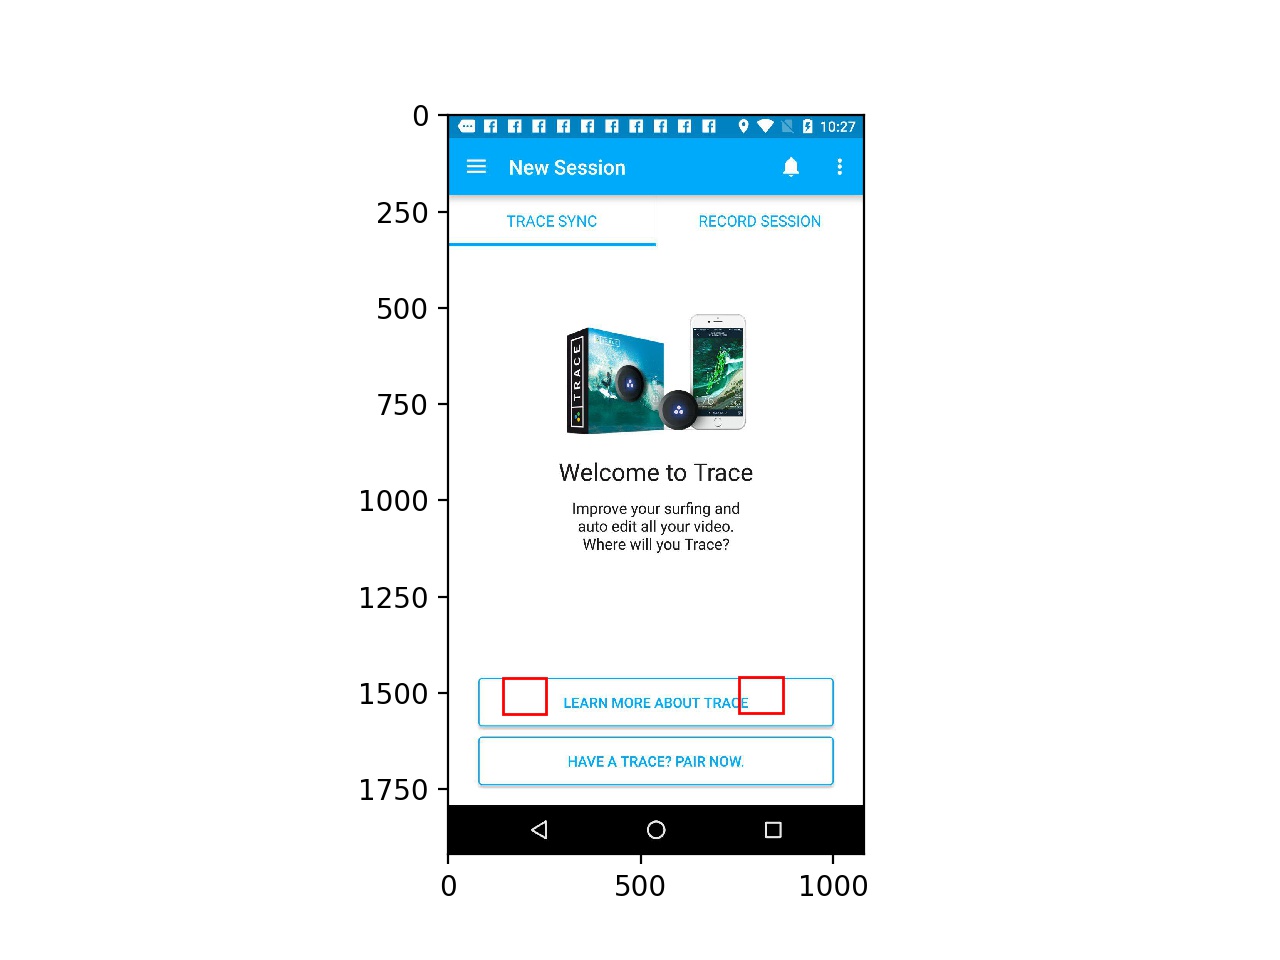 0
250
500
750
1000
1250
1500
1750
0
500
1000
10:27
New Session
TRACE SYNC
RECORD SESSION
TRACE
Welcome to Trace
Improve your surfing and
auto edit all your video.
Where will you Trace?
LEARN MORE ABOUT TRACE
HAVE A TRACE? PAIR NOW.